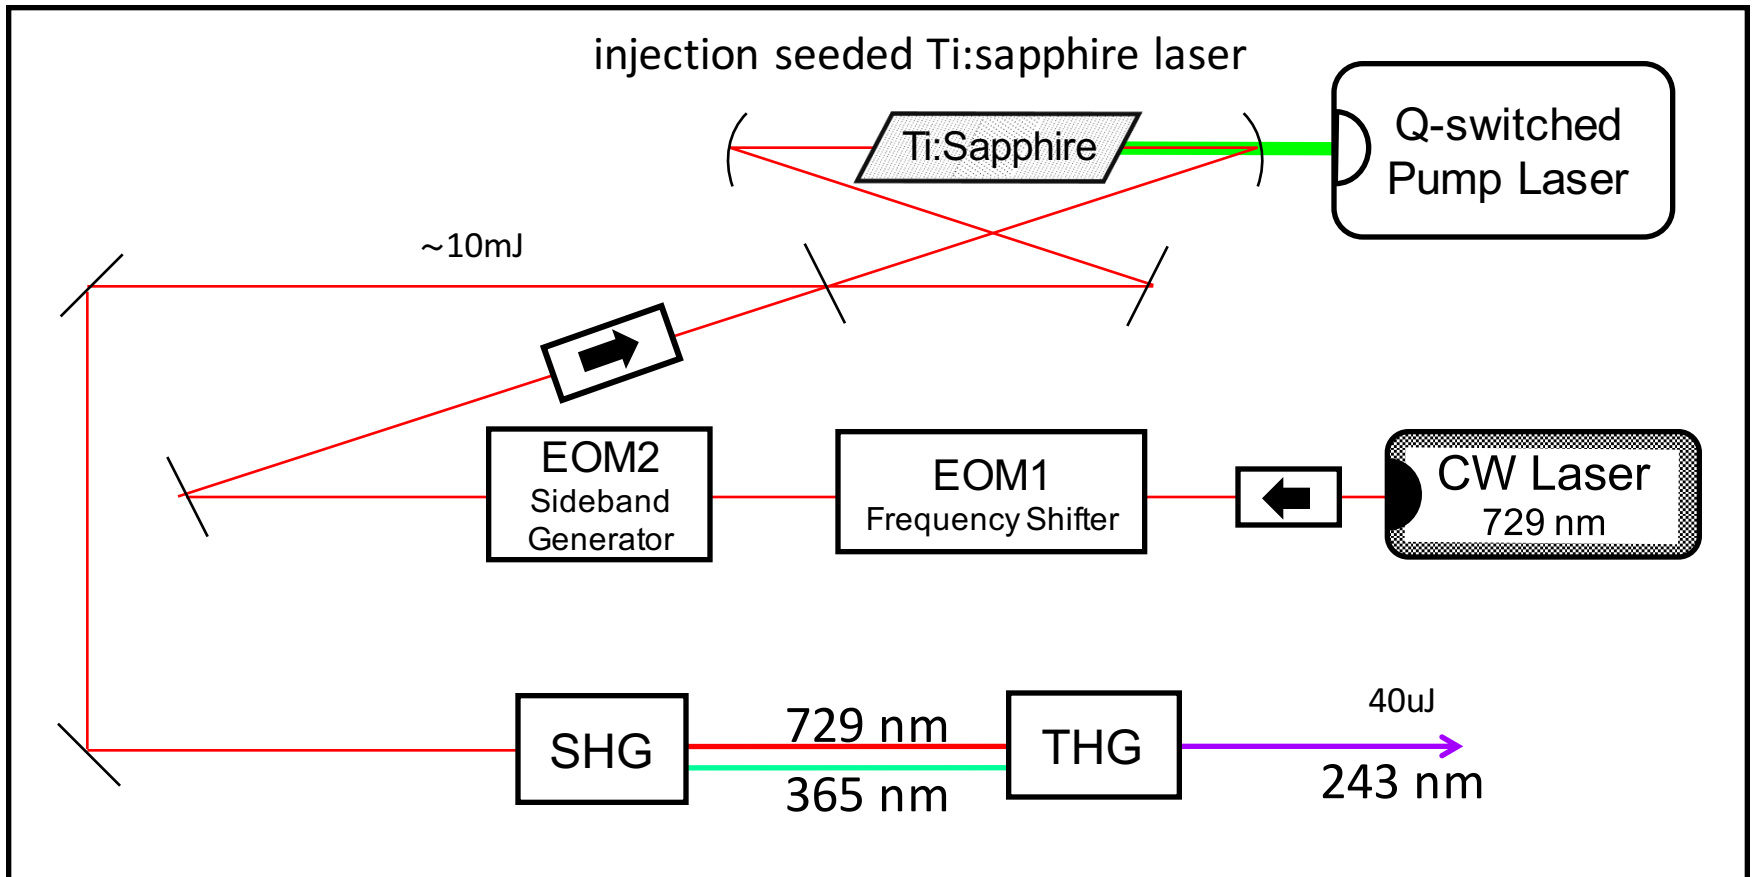 injection seeded Ti:sapphire laser
Ti:Sapphire
Q-switched
Pump Laser
~10mJ
EOM2
Sideband
Generator
EOM1
Frequency Shifter
CW Laser
729 nm
SHG
729 nm
365 nm
THG
40uJ
243 nm